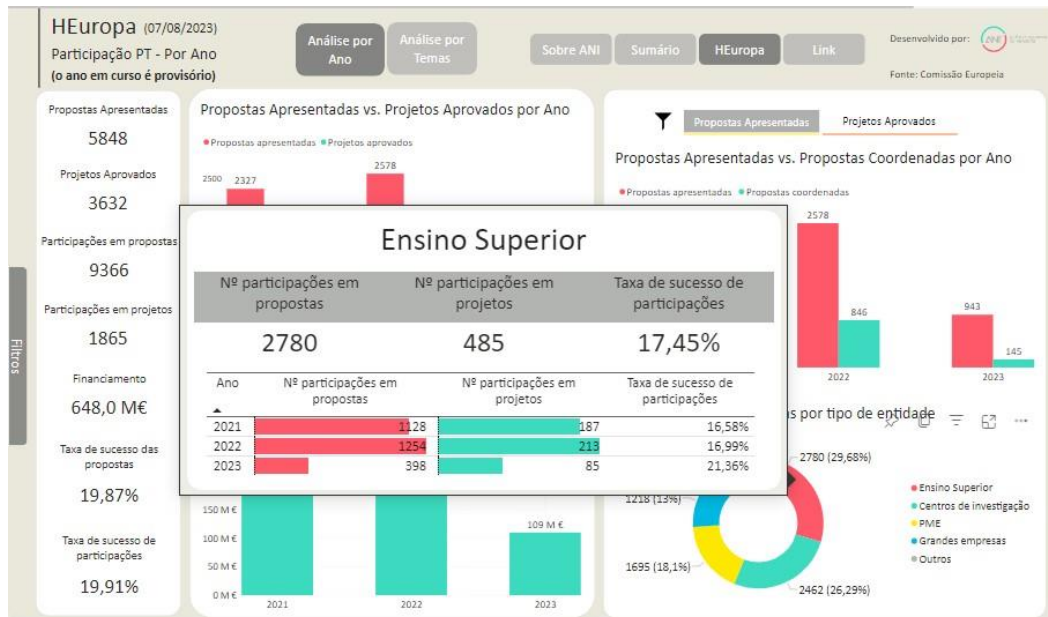 HEuropa (07/08/2023)
Participação PT - Por Ano
(o ano em curso é provisório)
Análise por
Ano
Análise por
Temas
Sobre ANI
Sumário
HEuropa
Link
Desenvolvido por:
Fonte: Comissão Europeia
Filtros
Propostas Apresentadas
5848
Projetos Aprovados
3632
Participações em propostas
9366
Participações em projetos
1865
Financiamento
648,0 M€
Taxa de sucesso das
propostas
19,87%
Taxa de sucesso de
participações
19,91%
Propostas Apresentadas vs. Projetos Aprovados por Ano
Propostas apresentadas Projetos aprovados
2500
2327
2578
Ensino Superior
Nº participações em
propostas
Nº participações em
projetos
Taxa de sucesso de
participações
2780 485 17,45%
Ano
Nº participações em
propostas
Nº participações em
projetos
Taxa de sucesso de
participações
2021 1128 187 16,58%
2022 1254 213 16,99%
2023 398 85 21,36%
150 M €
100 M €
50 M €
0 M €
109 M €
2021 2022 2023
Propostas Apresentadas
Projetos Aprovados
Propostas Apresentadas vs. Propostas Coordenadas por Ano
Propostas apresentadas Propostas coordenadas
2578
846
943
145
2022 2023
por tipo de entidade
2780 (29,68%)
1218 (13%)
1695 (18,1%)
2462 (26,29%)
Ensino Superior
Centros de investigação
PME
Grandes empresas
Outros